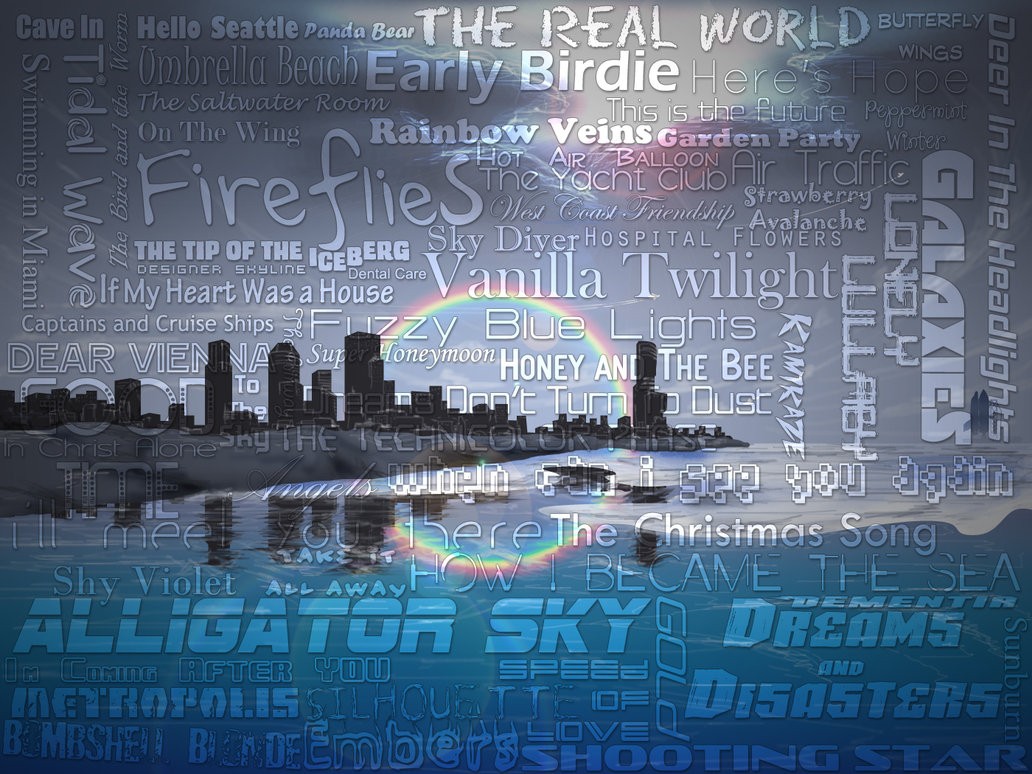 Cave In
Hello Seattle
Panda Bear
THE REAL WORLD
BUTTERFLY
WINGS
Deer In The Headlights
Swimming in Miami
Tidal Wave
The Bird and the Worm
Umbrella Beach
Early Birdie
Here's Hope
The Saltwater Room
This is the future
Peppermint
Winter
On The Wing
Rainbow Veins
Garden Party
Fireflies
HOT AIR BALLOON
Air Traffic
The Yacht Club
Strawberry
Avalanche
West Coast Friendship
GALAXIES
LONELY
LULLABY
THE TIP OF THE ICEBERG
Sky Diver
HOSPITAL FLOWERS
DESIGNER SKYLINE
Dental Care
Vanilla Twilight
If My Heart Was a House
Captains and Cruise Ships
Fuzzy Blue Lights
KAMIKAZE
DEAR VIENNA
Super Honeymoon
HONEY AND THE BEE
To
The
Sky
Dreams Don't Turn to Dust
THE TECHNICOLOR PHASE
In Christ Alone
TIME
Angels
when can i see you again
i'll meet you there
The Christmas Song
TAKE IT
ALL AWAY
HOW I BECAME THE SEA
Shy Violet
ALLIGATOR SKY
GOLD
DEMENTIA
DREAMS
AND
DISASTERS
Sunburn
IM COMING AFTER YOU
SPEED
OF
LOVE
METROPOLIS
SILHOUETTE
BOMBSHELL BLONDE
Embers
SHOOTING STAR